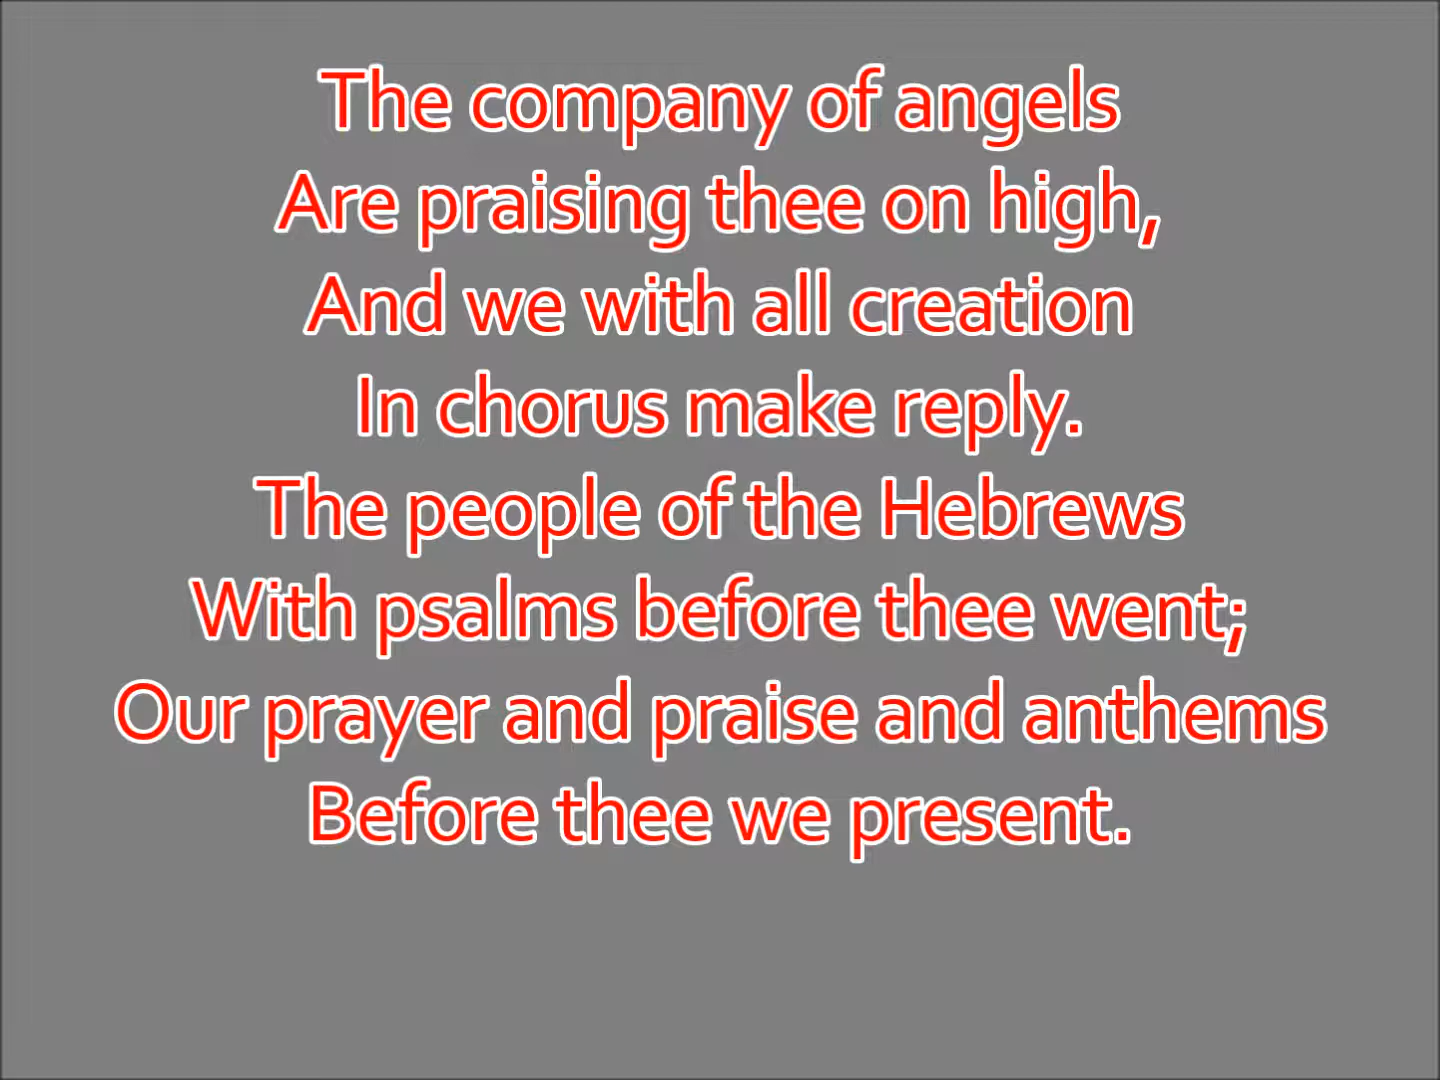 The company of angels
Are praising thee on high,
And we with all creation
In chorus make reply.
The people of the Hebrews
With psalms before thee went;
Our prayer and praise and anthems
Before thee we present.